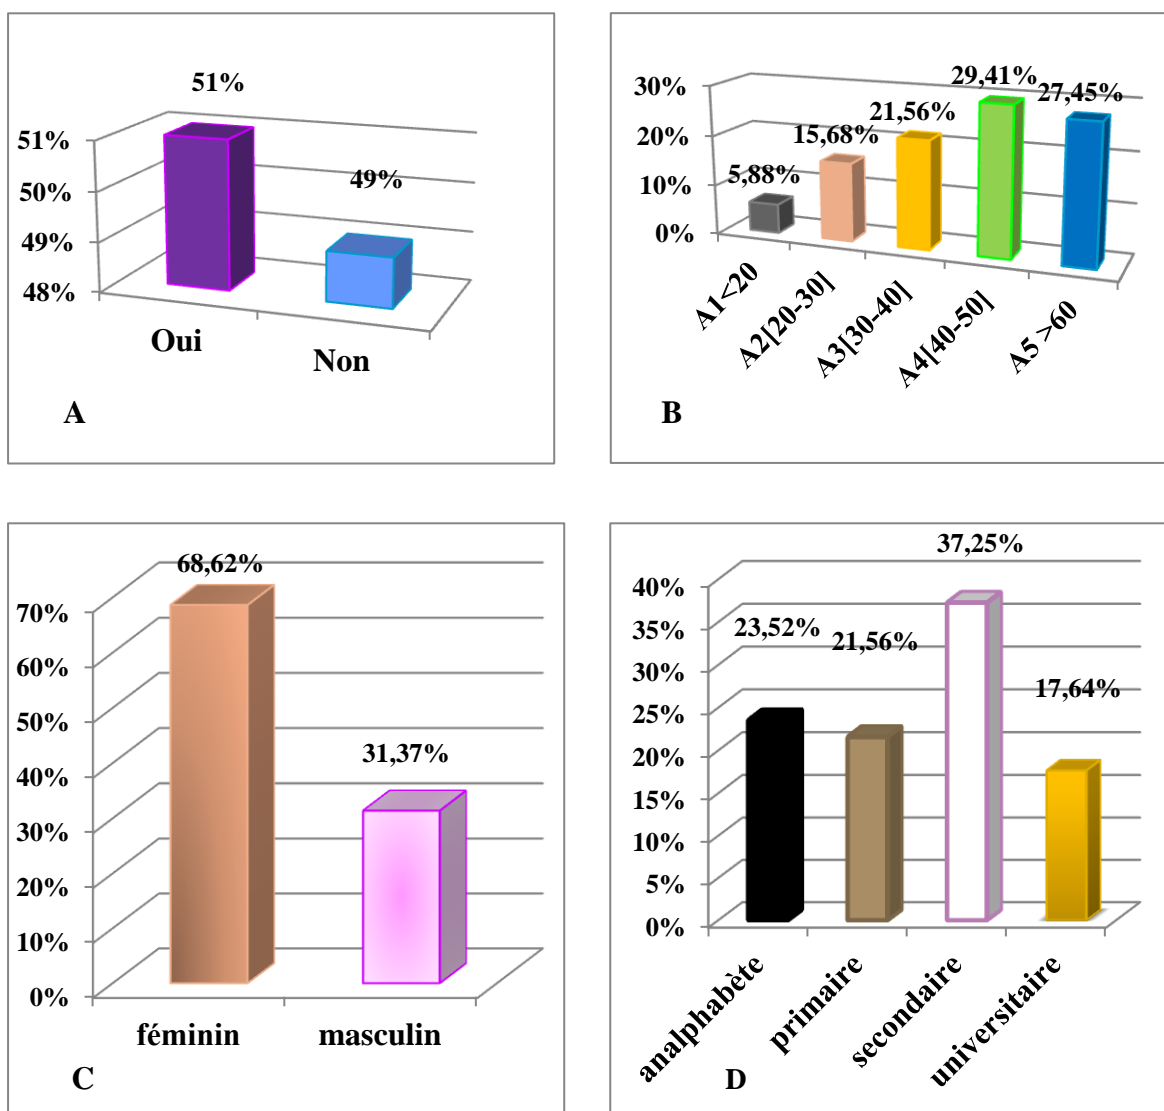 51%
51%
50%
49%
48%
49%
Oui
Non
A
30%
20%
10%
0%
5,88%
15,68%
21,56%
29,41%
27,45%
A1<20
A2[20-30]
A3[30-40]
A4[40-50]
A5 >60
B
70%
60%
50%
40%
30%
20%
10%
0%
68,62%
31,37%
féminin
masculin
C
40%
35%
30%
25%
20%
15%
10%
5%
0%
23,52%
21,56%
37,25%
17,64%
analphabète
primaire
secondaire
universitaire
D